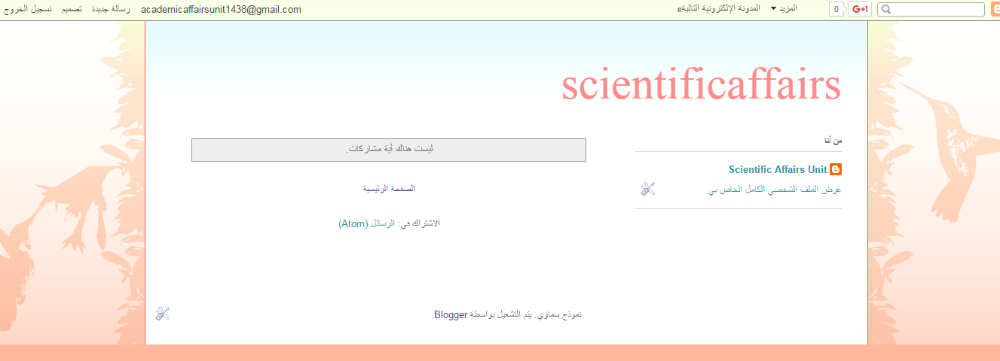 المزيد
المدونة الإلكترونية التالية»
0
+1
academicaffairsunit1438@gmail.com
رسالة جديدة
تصميم
تسجيل الخروج
scientificaffairs
من أنا
Scientific Affairs Unit
عرض الملف الشخصي الكامل الخاص بي
ليست هناك أية مشاركات.
الصفحة الرئيسية
الاشتراك في: الرسائل (Atom)
نموذج سماوي. يتم التشغيل بواسطة Blogger.